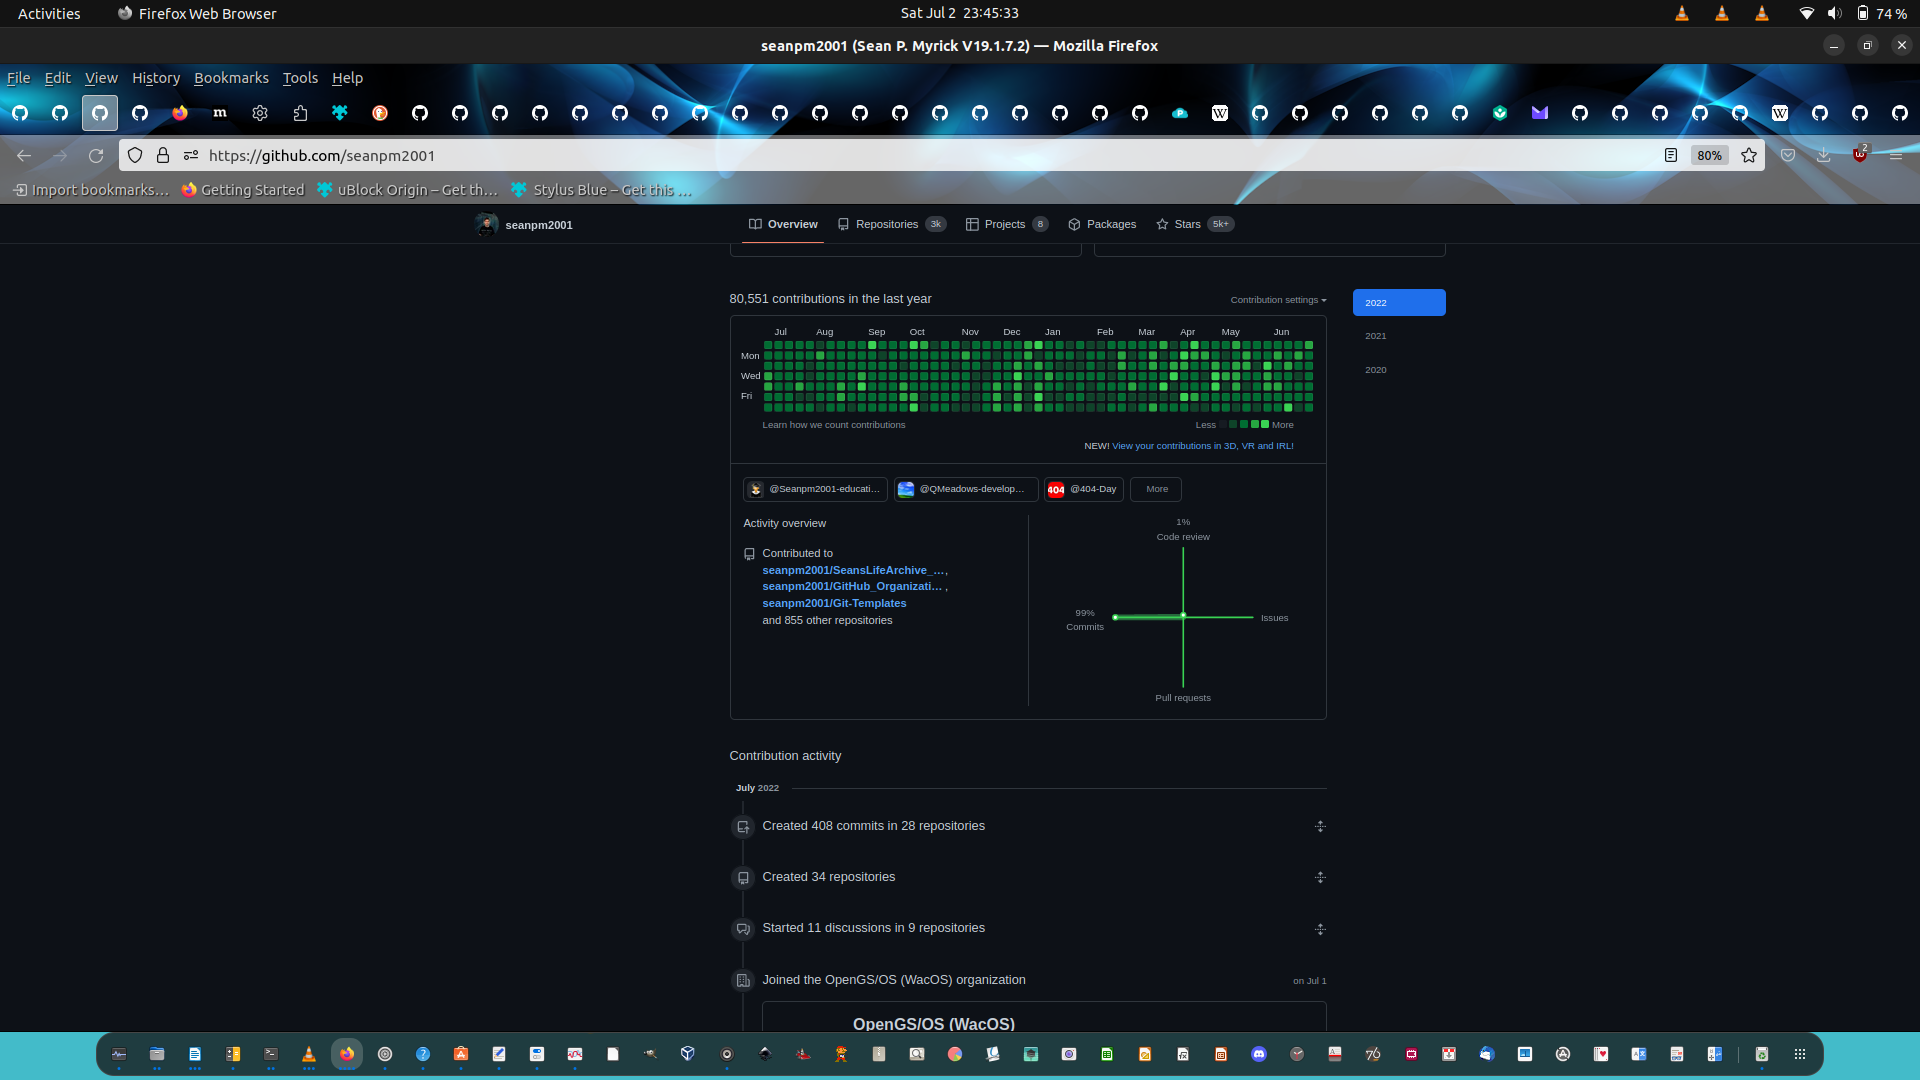 Activities
Firefox Web Browser
Sat Jul 2 23:45:33
74 %
seanpm2001 (Sean P. Myrick V19.1.7.2) — Mozilla Firefox
File Edit View History Bookmarks Tools Help
https://github.com/seanpm2001
80%
2
Import bookmarks…
Getting Started
uBlock Origin – Get th…
Stylus Blue – Get this …
seanpm2001
Overview
Repositories 3k
Projects 8
Packages
Stars 5k+
80,551 contributions in the last year
Contribution settings
2022
2021
2020
Jul Aug Sep Oct Nov Dec Jan Feb Mar Apr May Jun
Mon
Wed
Fri
Learn how we count contributions
Less
More
NEW! View your contributions in 3D, VR and IRL!
@Seanpm2001-educati…
@QMeadows-develop…
404 @404-Day
More
Activity overview
Contributed to
seanpm2001/SeansLifeArchive_…,
seanpm2001/GitHub_Organizati… ,
seanpm2001/Git-Templates
and 855 other repositories
1%
Code review
99%
Commits
Issues
Pull requests
Contribution activity
July 2022
Created 408 commits in 28 repositories
Created 34 repositories
Started 11 discussions in 9 repositories
Joined the OpenGS/OS (WacOS) organization
on Jul 1
OpenGS/OS (WacOS)